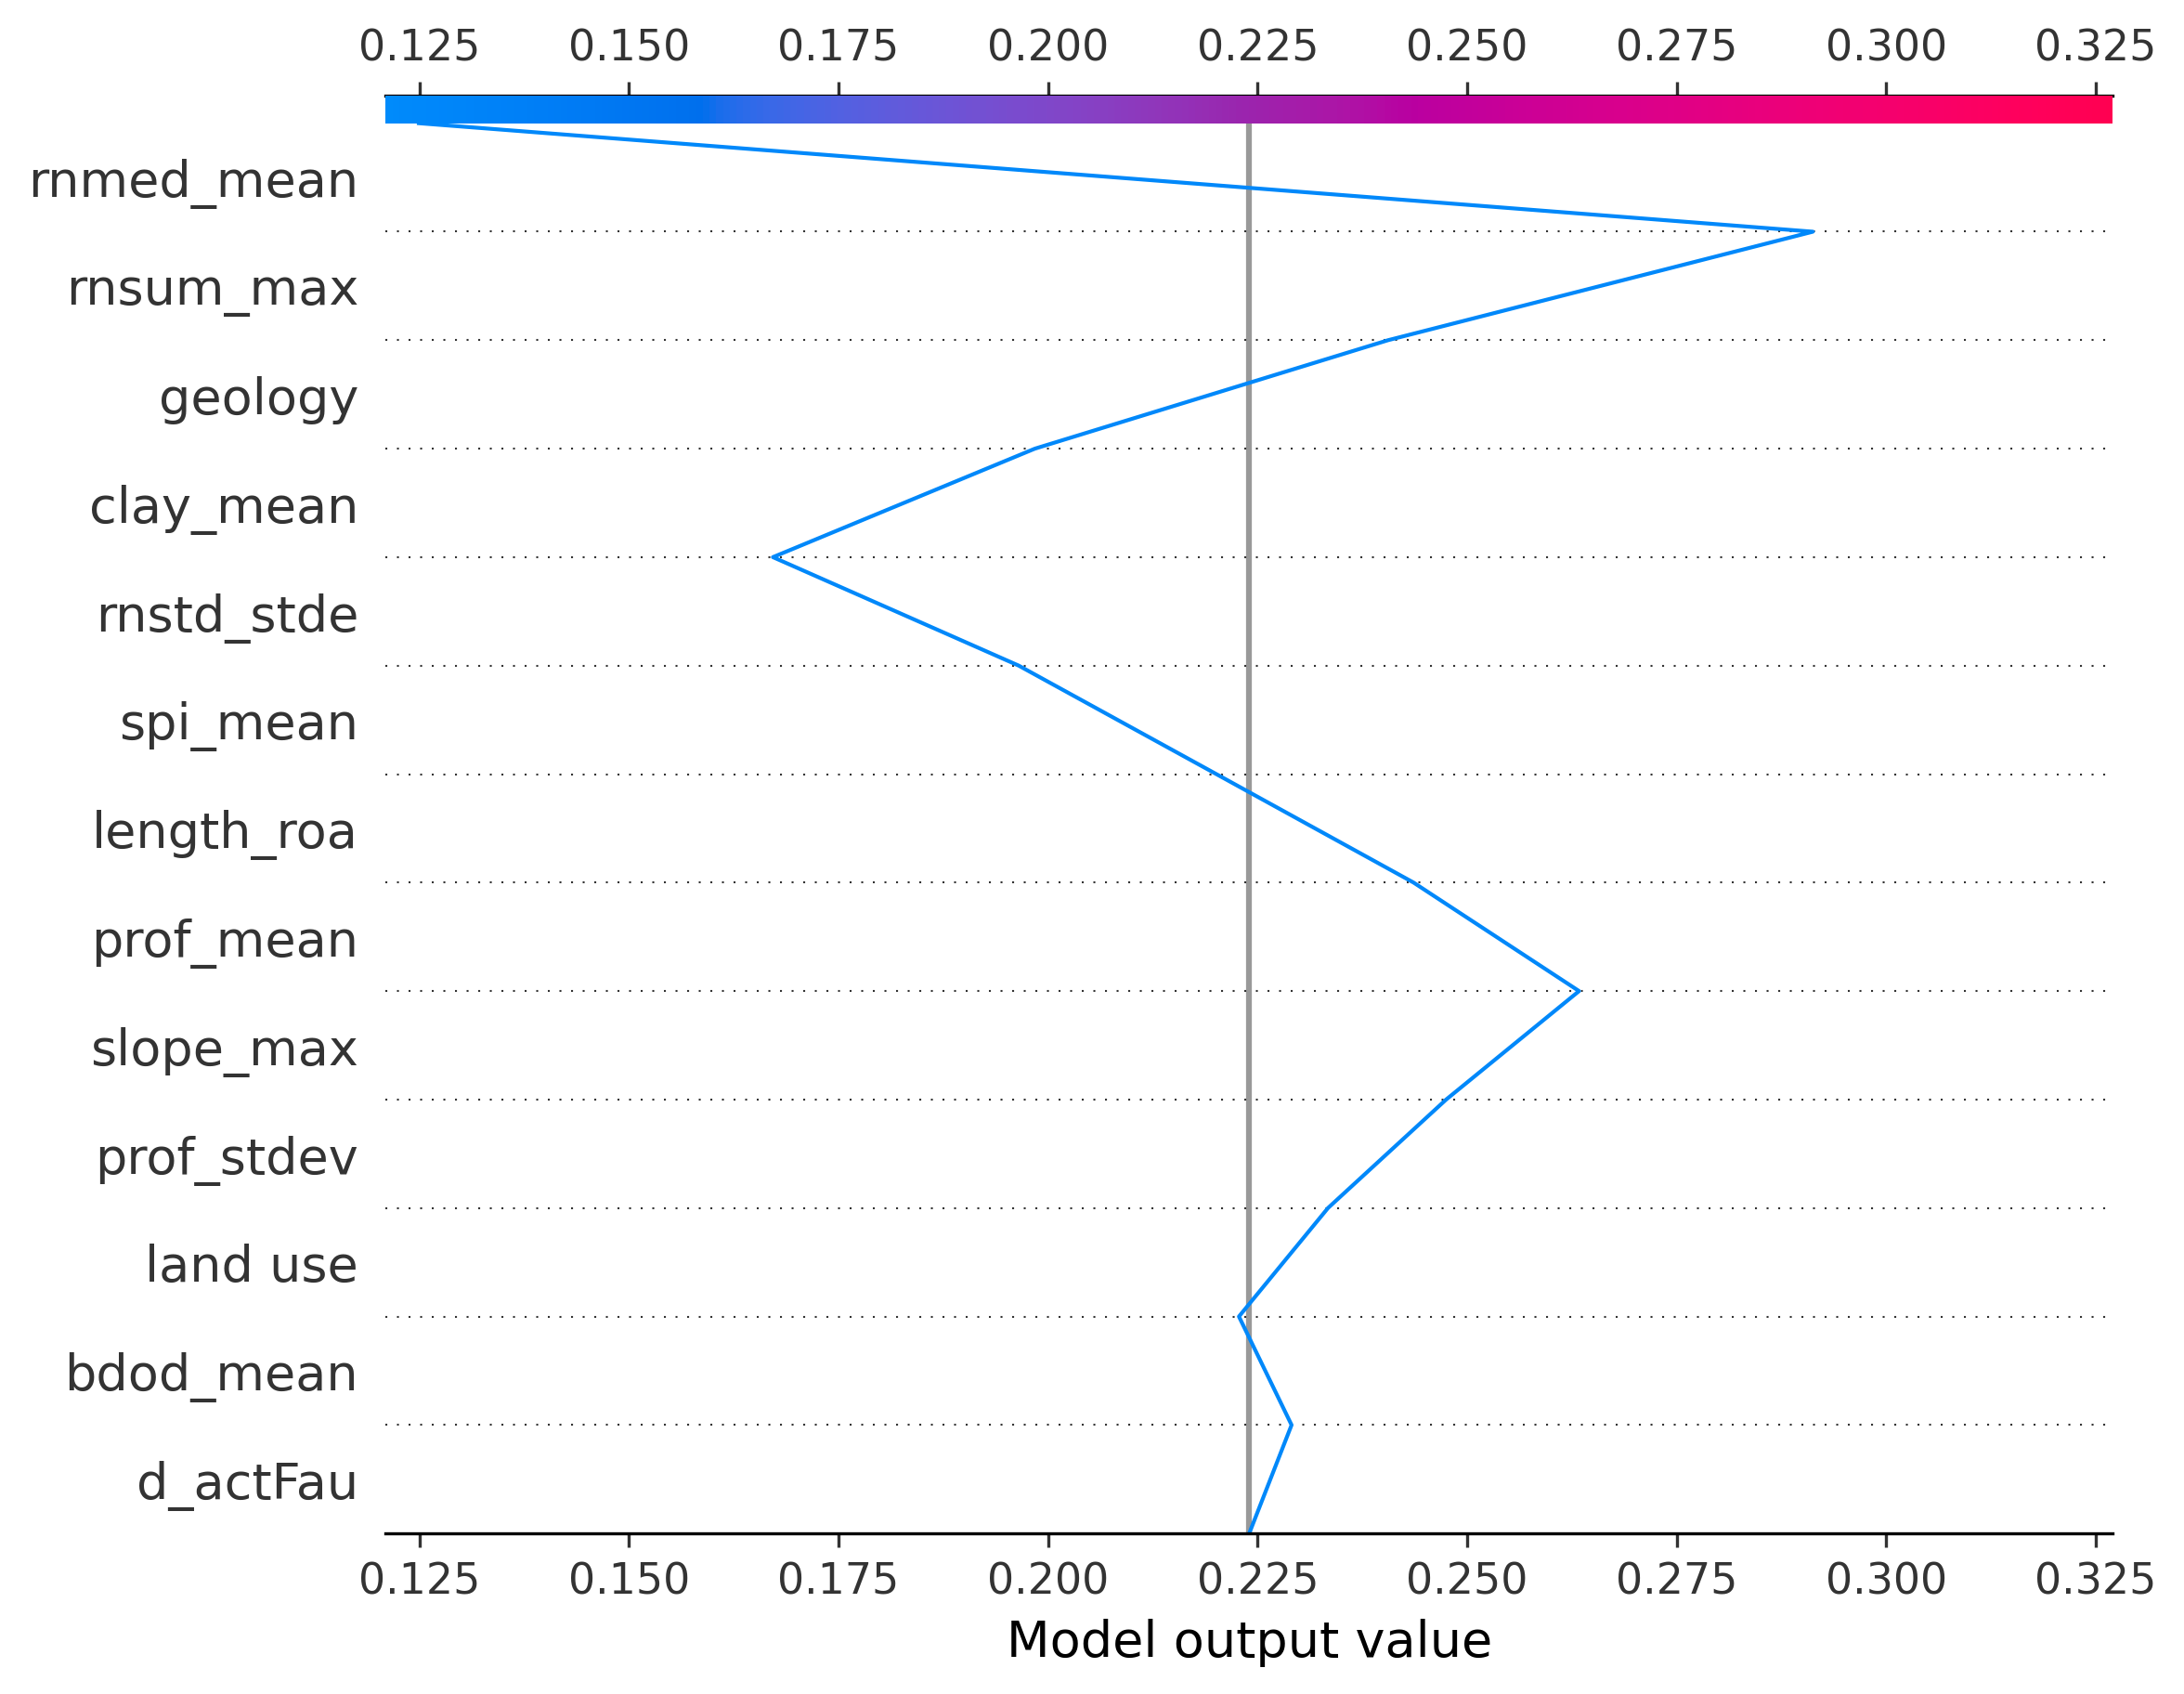 0.125 0.150 0.175 0.200 0.225 0.250 0.275 0.300 0.325
rnmed_mean
rnsum_max
geology
clay_mean
rnstd_stde
spi_mean
length_roa
prof_mean
slope_max
prof_stdev
land use
bdod_mean
d_actFau
0.125 0.150 0.175 0.200 0.225 0.250 0.275 0.300 0.325
Model output value